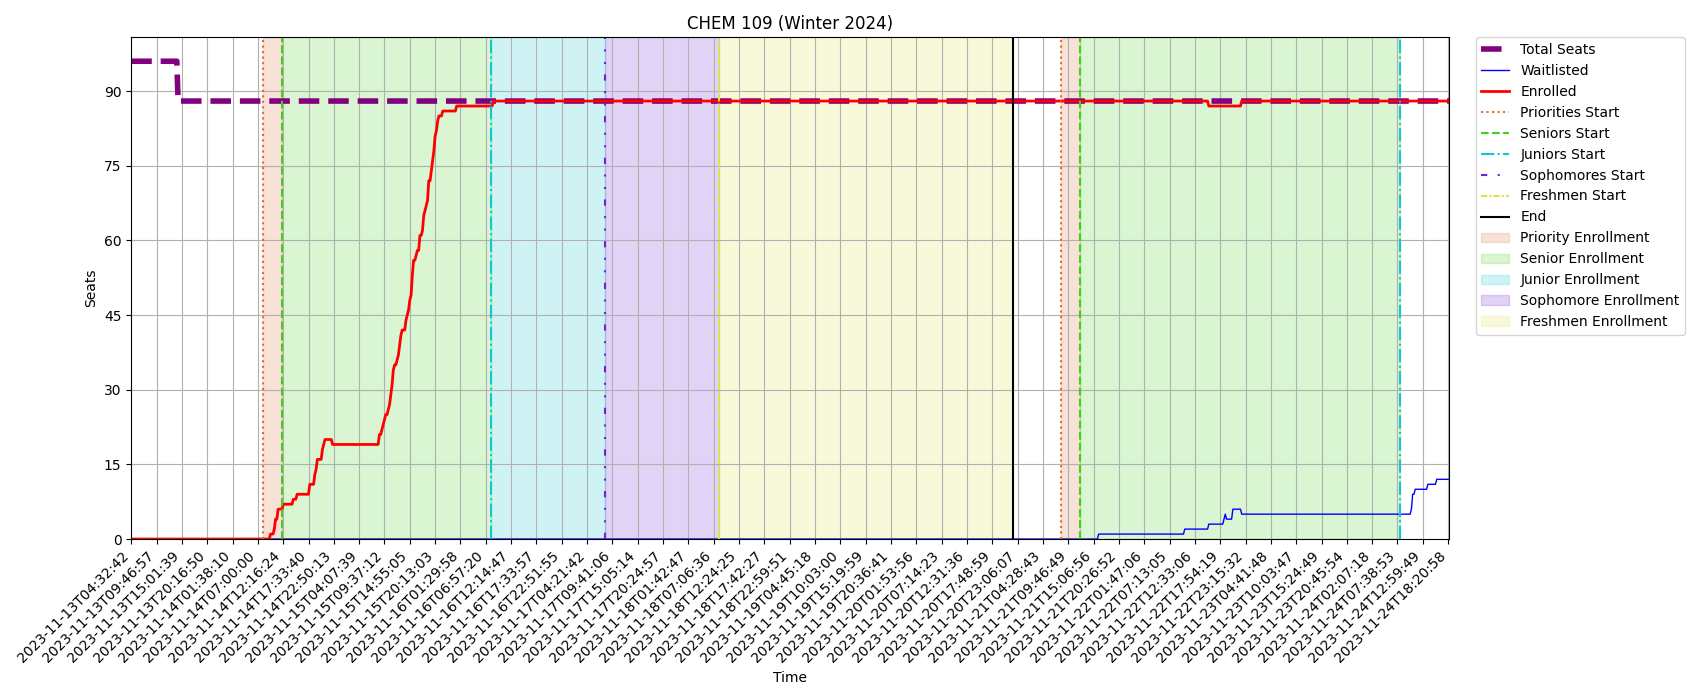 CHEM 109 (Winter 2024)
Seats
90
75
60
45
30
15
0
2023-11-13T04:32:42
2023-11-13T09:46:57
2023-11-13T15:01:39
2023-11-13T20:16:50
2023-11-14T01:38:10
2023-11-14T07:00:00
2023-11-14T12:16:24
2023-11-14T17:33:40
2023-11-14T22:50:13
2023-11-15T04:07:39
2023-11-15T09:37:12
2023-11-15T14:55:05
2023-11-15T20:13:03
2023-11-16T01:29:58
2023-11-16T06:57:20
2023-11-16T12:14:47
2023-11-16T17:33:57
2023-11-16T22:51:55
2023-11-17T04:21:42
2023-11-17T09:41:06
2023-11-17T15:05:14
2023-11-17T20:24:57
2023-11-18T01:42:47
2023-11-18T07:06:36
2023-11-18T12:24:25
2023-11-18T17:42:27
2023-11-18T22:59:51
2023-11-19T04:45:18
2023-11-19T10:03:00
2023-11-19T15:19:59
2023-11-19T20:36:41
2023-11-20T01:53:56
2023-11-20T07:14:23
2023-11-20T12:31:36
2023-11-20T17:48:59
2023-11-20T23:06:07
2023-11-21T04:28:43
2023-11-21T09:46:49
2023-11-21T15:06:56
2023-11-21T20:26:52
2023-11-22T01:47:06
2023-11-22T07:13:05
2023-11-22T12:33:06
2023-11-22T17:54:19
2023-11-22T23:15:32
2023-11-23T04:41:48
2023-11-23T10:03:47
2023-11-23T15:24:49
2023-11-23T20:45:54
2023-11-24T02:07:18
2023-11-24T07:38:53
2023-11-24T12:59:49
2023-11-24T18:20:58
Time
Total Seats
Waitlisted
Enrolled
Priorities Start
Seniors Start
Juniors Start
Sophomores Start
Freshmen Start
End
Priority Enrollment
Senior Enrollment
Junior Enrollment
Sophomore Enrollment
Freshmen Enrollment